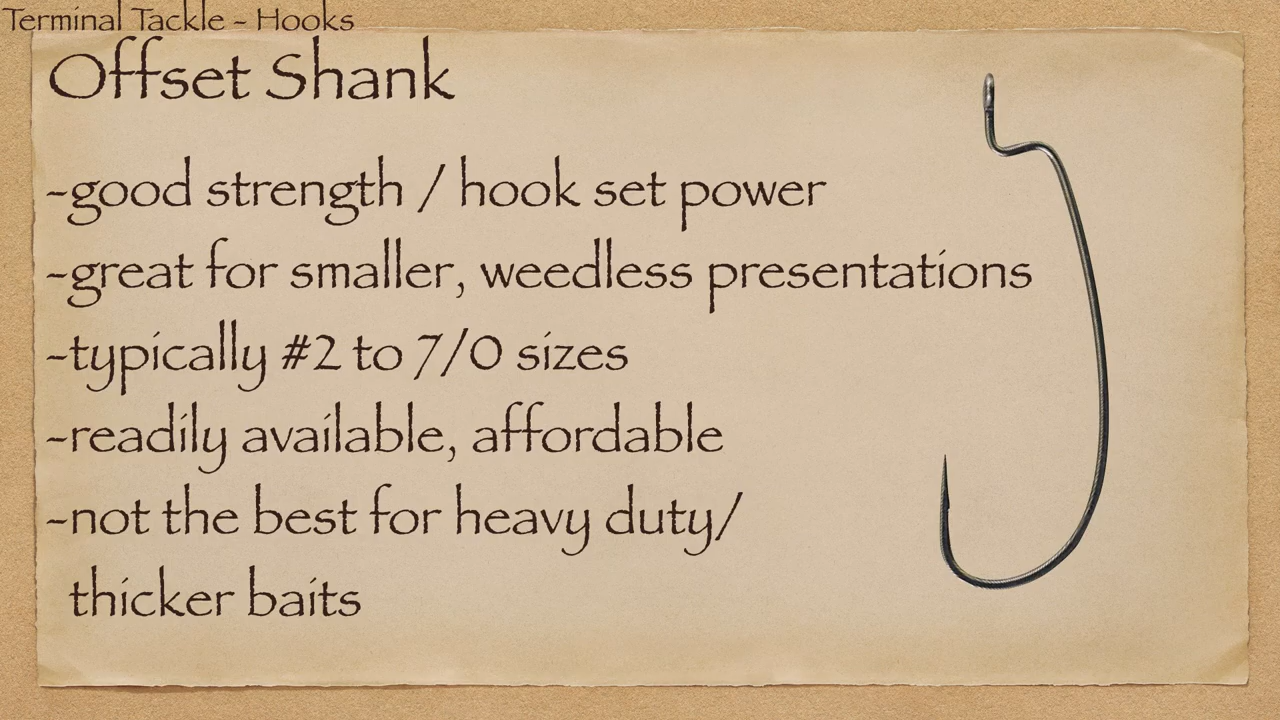 Terminal Tackle - Hooks
Offset Shank
-good strength / hook set power
-great for smaller, weedless presentations
-typically #2 to 7/0 sizes
-readily available, affordable
-not the best for heavy duty/
thicker baits